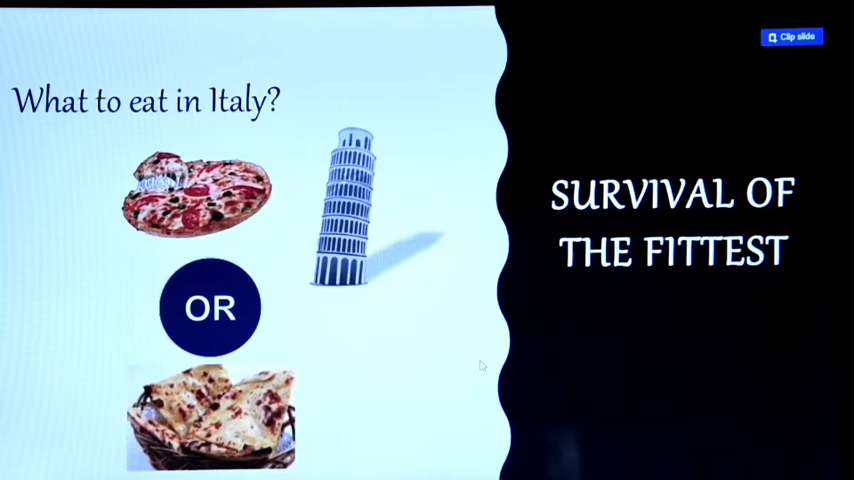 What to eat in Italy?
OR
Clip slide
SURVIVAL OF
THE FITTEST